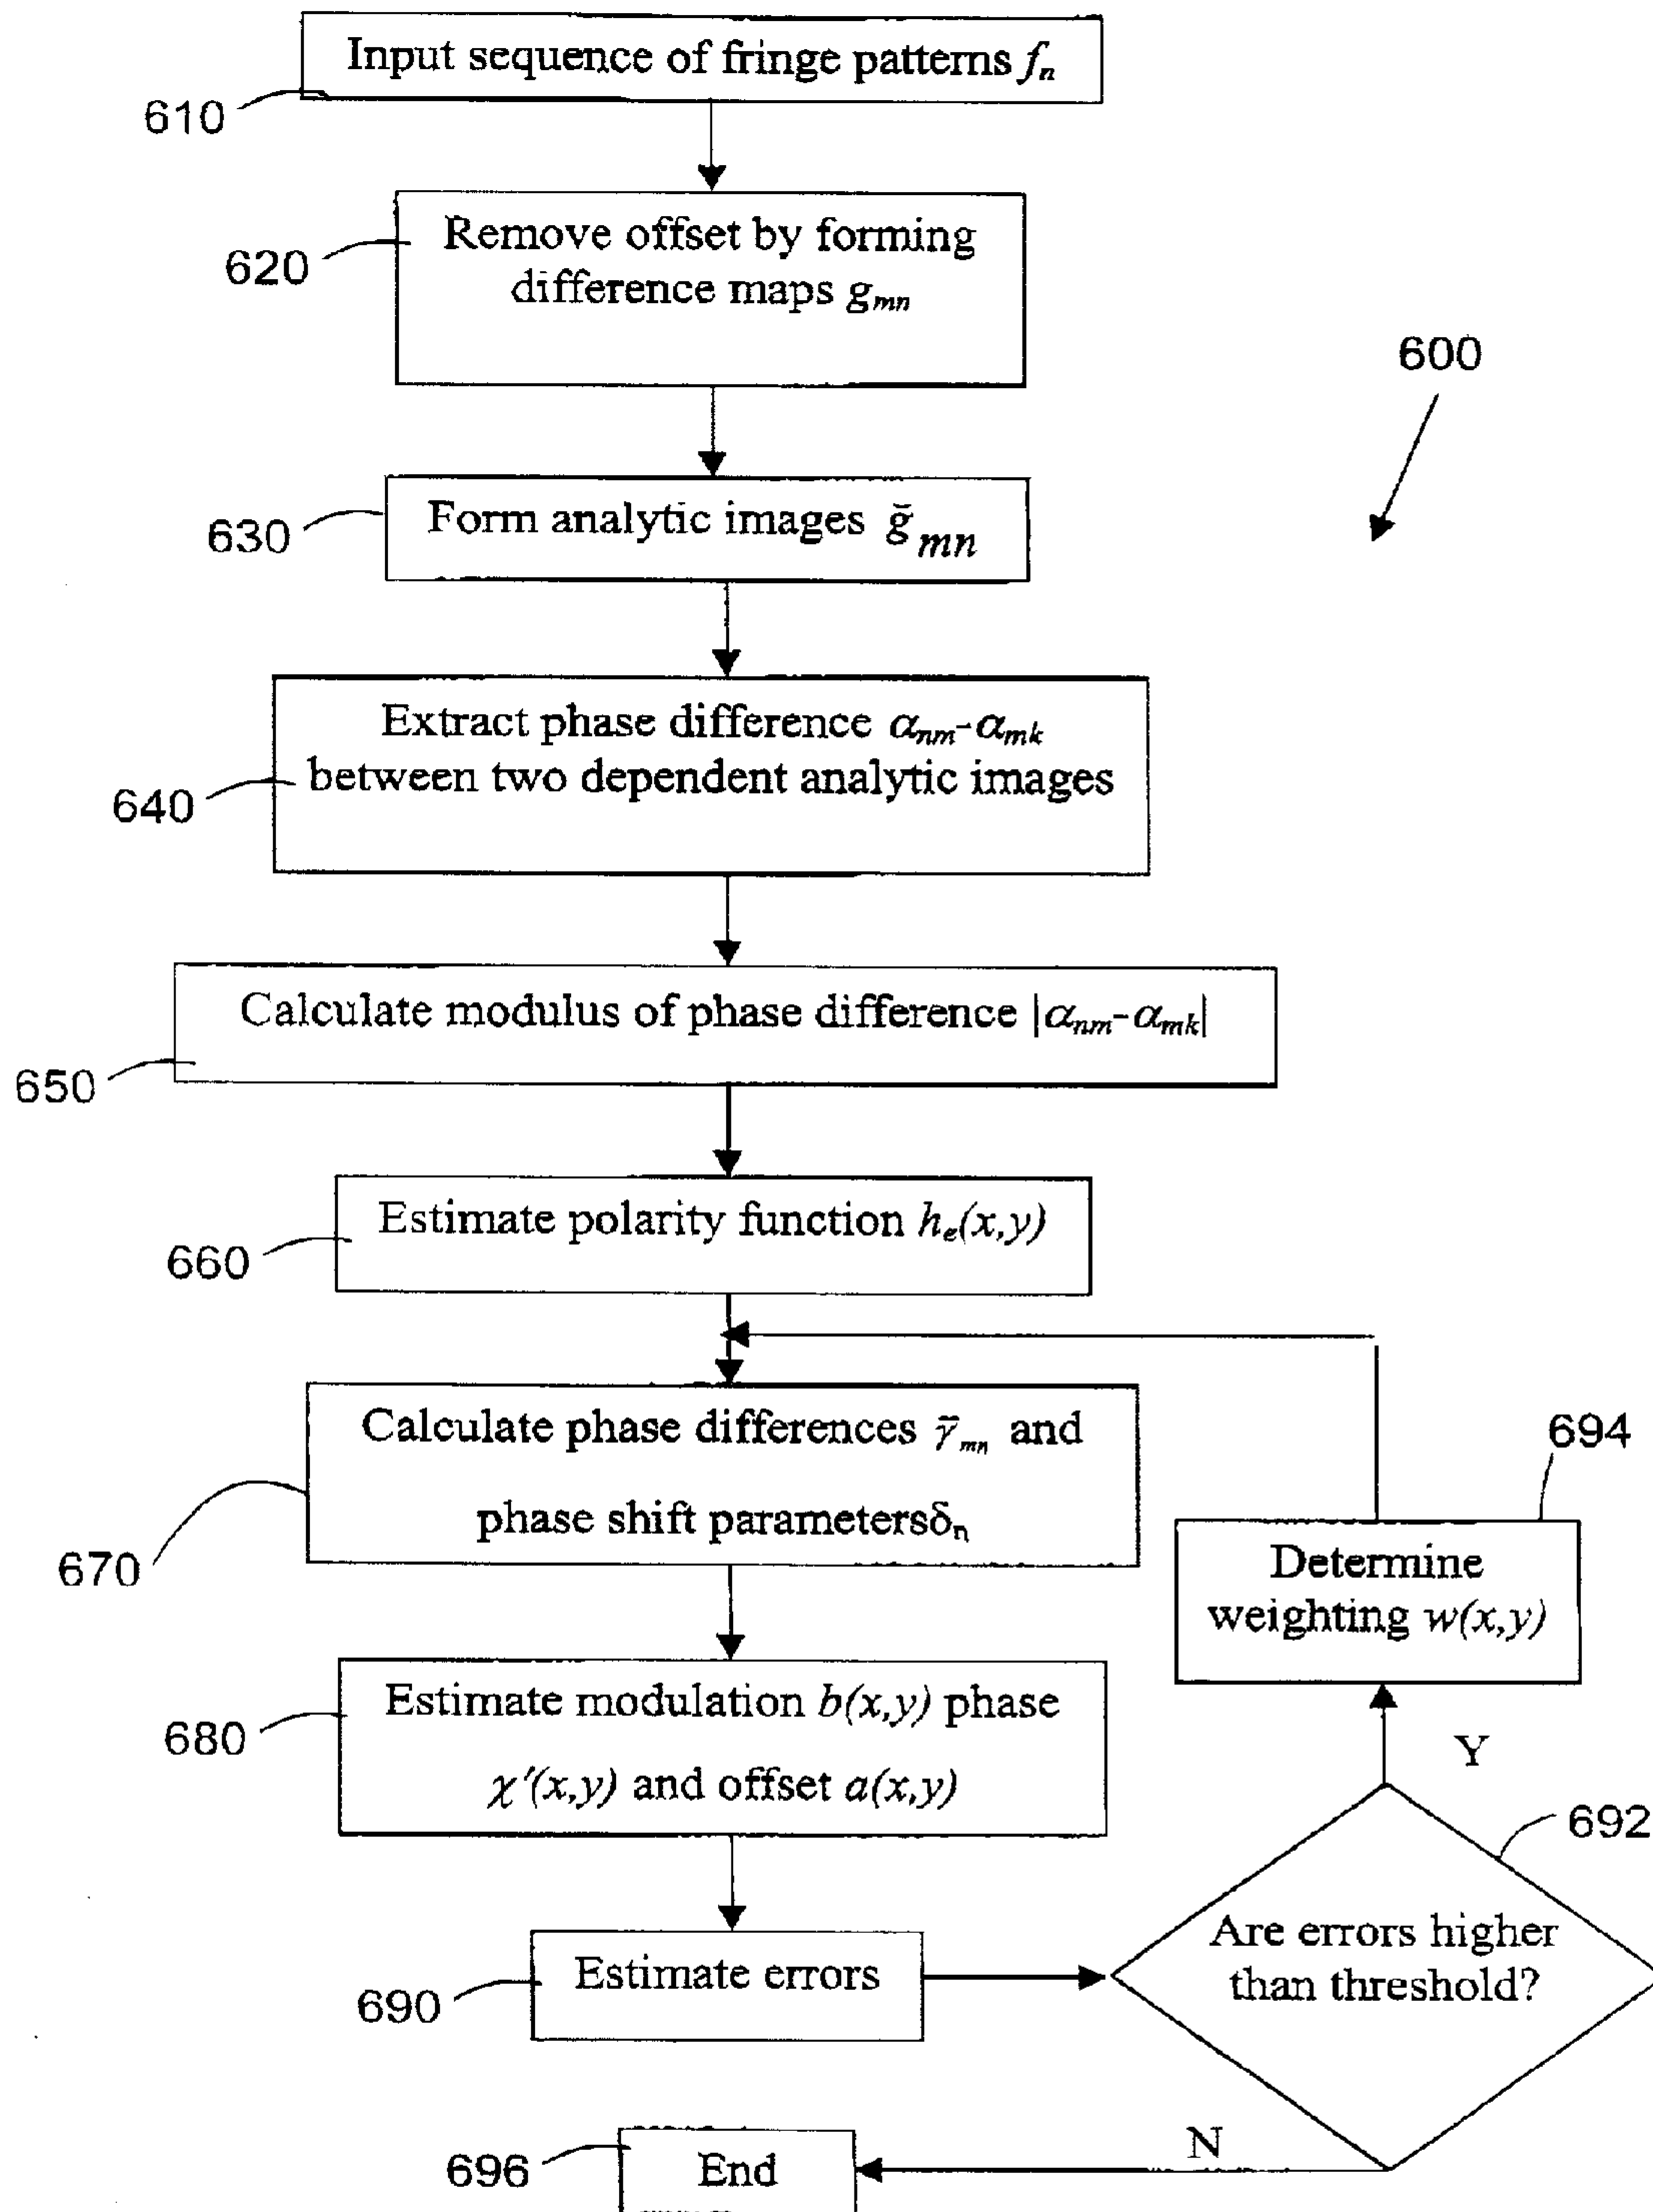 Input sequence of fringe patterns fₙ
610
Remove offset by forming
difference maps gₘₙ
620
600
Form analytic images ğₘₙ
630
Extract phase difference αₙₘ-αₘₖ
between two dependent analytic images
640
Calculate modulus of phase difference |αₙₘ-αₘₖ|
650
Estimate polarity function hₑ(x,y)
660
Calculate phase differences γ̄ₘₙ and
phase shift parametersδₙ
670
694
Determine
weighting w(x,y)
Estimate modulation b(x,y) phase
χ'(x,y) and offset a(x,y)
680
Y
692
Are errors higher
than threshold?
Estimate errors
690
N
696
End